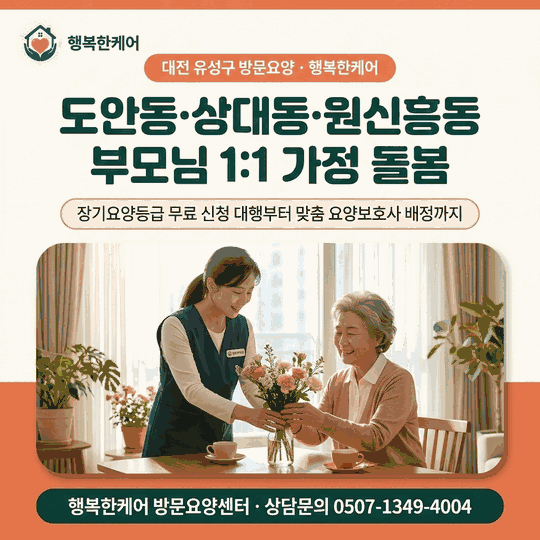 행복한케어
대전 유성구 방문요양 · 행복한케어
도안동·상대동·원신흥동
부모님 1:1 가정 돌봄
장기요양등급 무료 신청 대행부터 맞춤 요양보호사 배정까지
행복한케어 방문요양센터 · 상담문의 0507-1349-4004